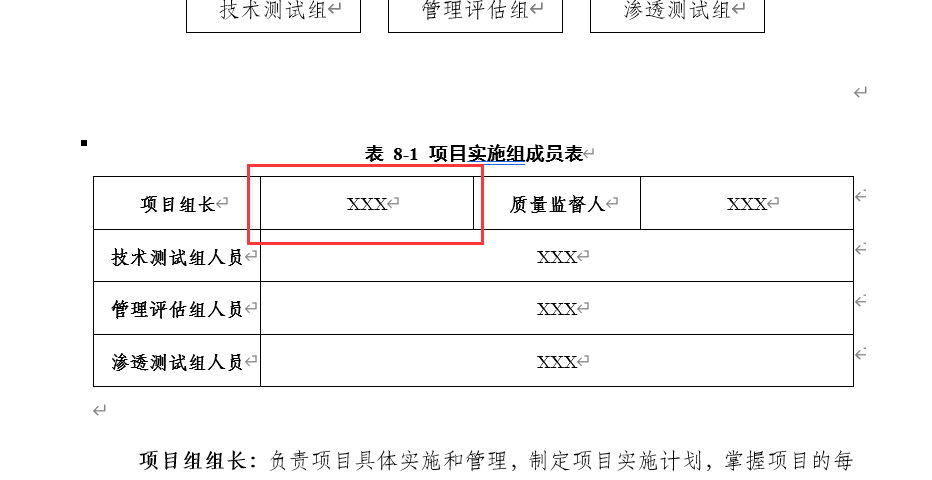 技术测试组 管理评估组 渗透测试组
表 8-1 项目实施组成员表
项目组长 XXX 质量监督人 XXX
技术测试组人员 XXX
管理评估组人员 XXX
渗透测试组人员 XXX
项目组组长：负责项目具体实施和管理，制定项目实施计划，掌握项目的每